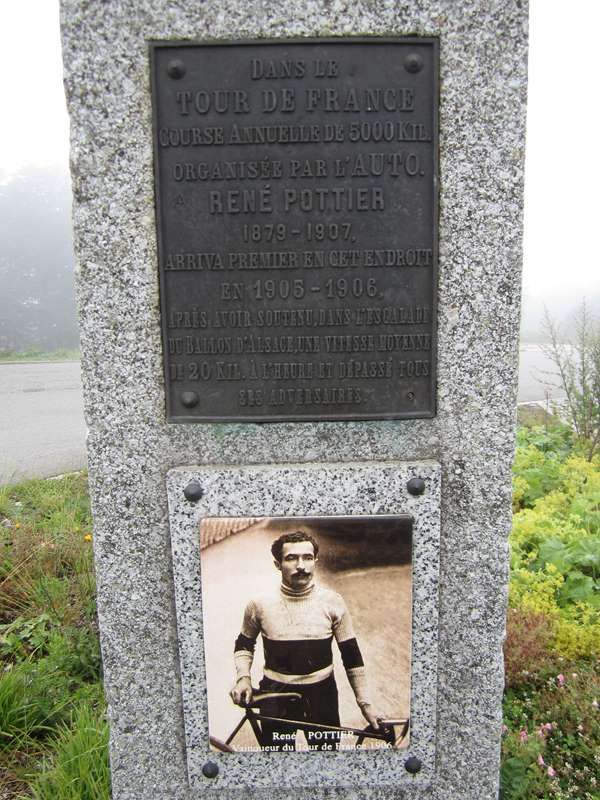 DANS LE
TOUR DE FRANCE
COURSE ANNUELLE DE 5000 KIL.
ORGANISÉE PAR L'AUTO.
RENÉ POTTIER
1879-1907,
ARRIVA PREMIER EN CET ENDROIT
EN 1905-1906,
APRÈS AVOIR SOUTENU, DANS L'ESCALADE
DU BALLON D'ALSACE, UNE VITESSE MOYENNE
DE 20 KIL. A L'HEURE ET DÉPASSÉ TOUS
SES ADVERSAIRES.
René POTTIER
Vainqueur du Tour de France 1906